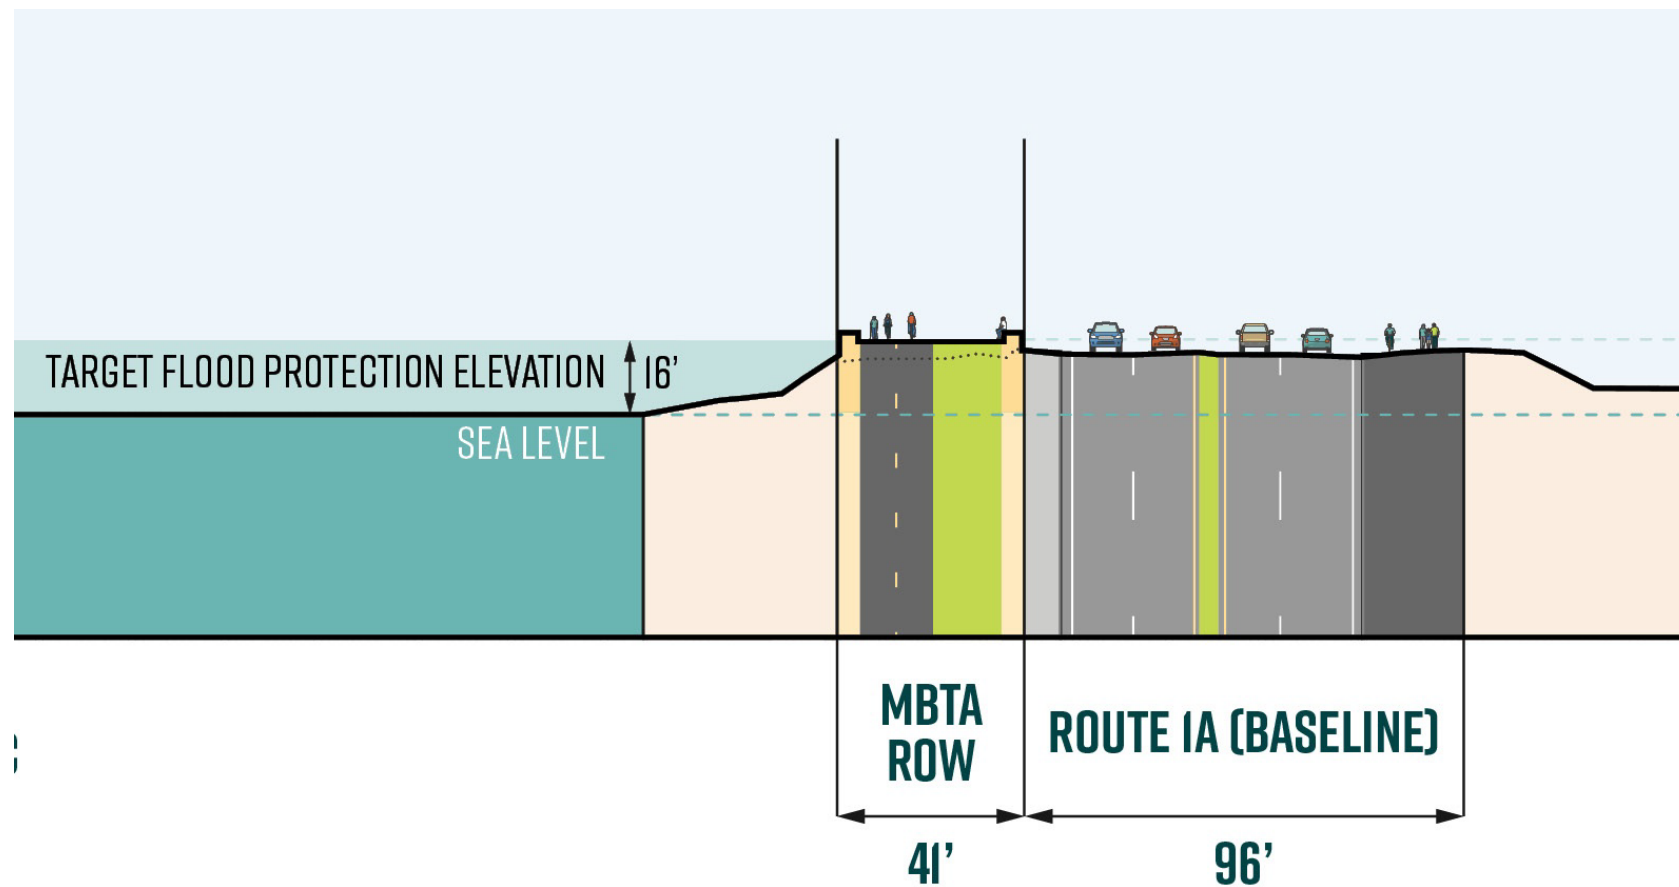 TARGET FLOOD PROTECTION ELEVATION
16’
SEA LEVEL
MBTA
ROW
ROUTE 1A (BASELINE)
41’
96’